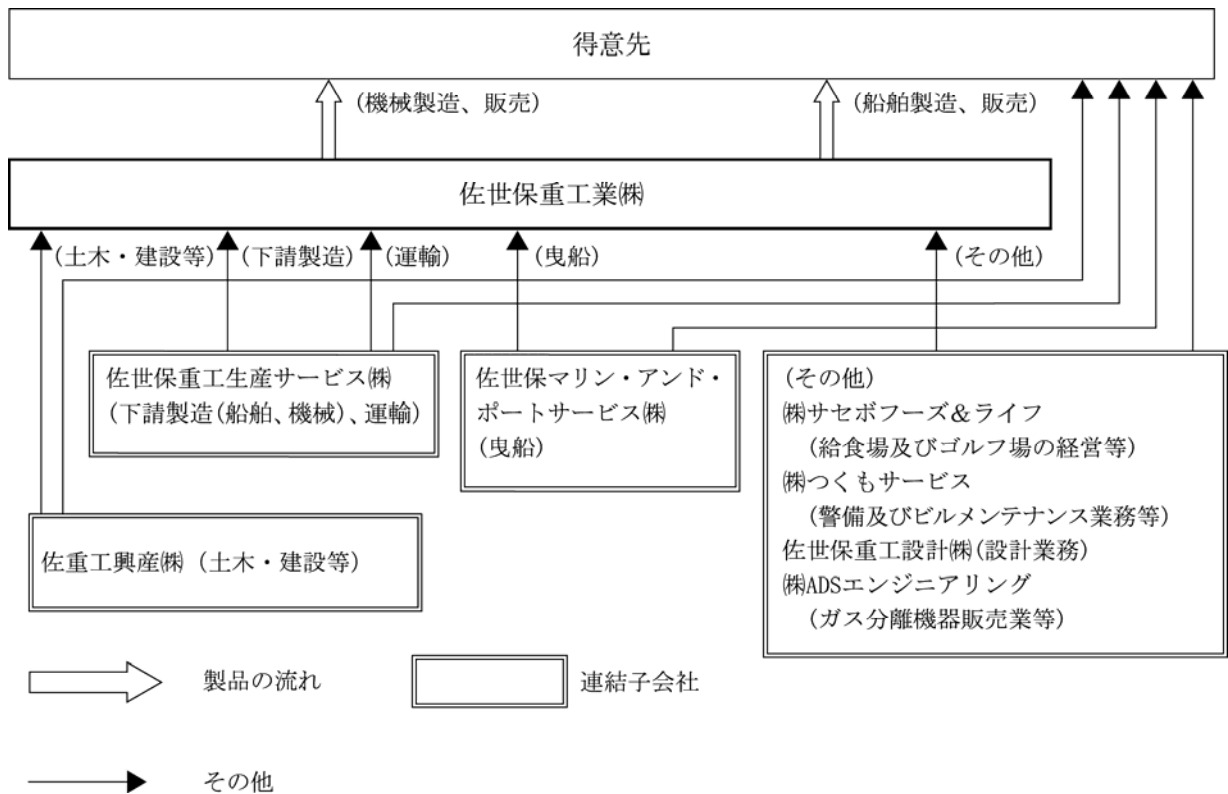 得意先
(機械製造、販売)
(船舶製造、販売)
佐世保重工業㈱
(土木・建設等)
(下請製造)
(運輸)
(曳船)
(その他)
佐世保重工生産サービス㈱
(下請製造(船舶、機械)、運輸)
佐世保マリン・アンド・
ポートサービス㈱
(曳船)
(その他)
㈱サセボフーズ&ライフ
(給食場及びゴルフ場の経営等)
㈱つくもサービス
(警備及びビルメンテナンス業務等)
佐世保重工設計㈱(設計業務)
㈱ADSエンジニアリング
(ガス分離機器販売業等)
佐重工興産㈱（土木・建設等）
製品の流れ
連結子会社
その他